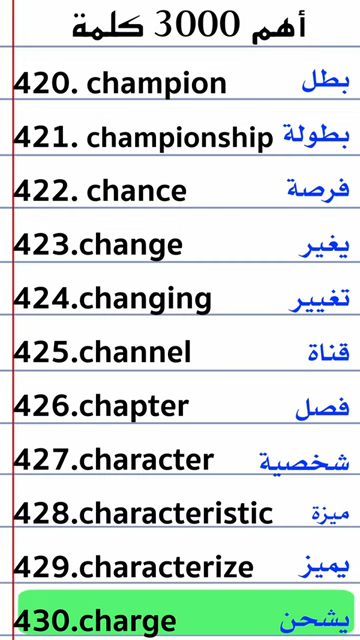 أهم 3000 كلمة
420. champion بطل
421. championship بطولة
422. chance فرصة
423.change يغير
424.changing تغيير
425.channel قناة
426.chapter فصل
427.character شخصية
428.characteristic ميزة
429.characterize يميز
430.charge يشحن